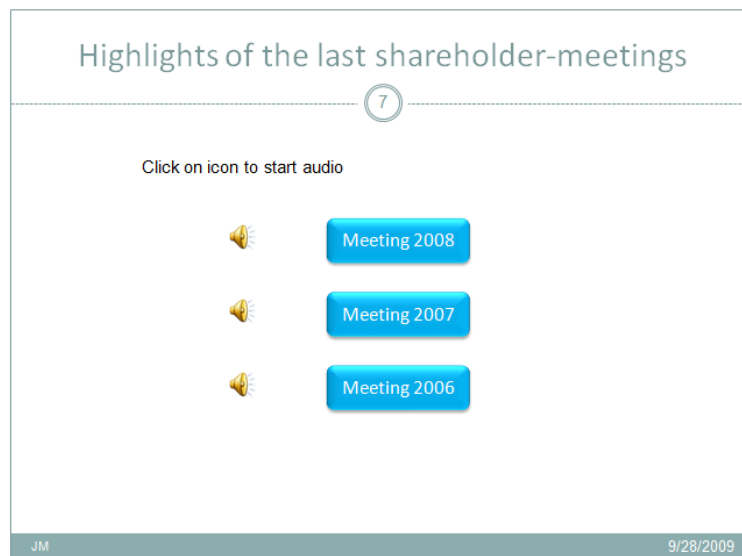 Highlights of the last shareholder-meetings
7
Click on icon to start audio
Meeting 2008
Meeting 2007
Meeting 2006
JM
9/28/2009